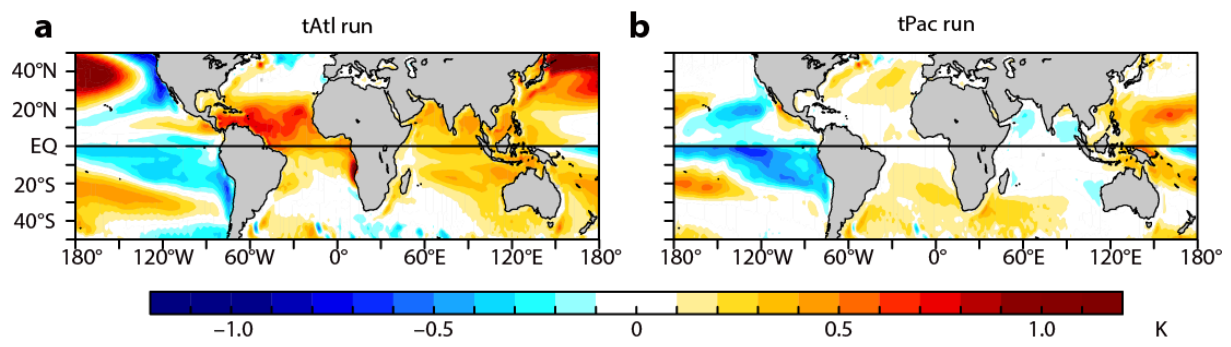 a tAtl run b tPac run
40°N
20°N
EQ
20°S
40°S
180° 120°W 60°W 0° 60°E 120°E 180° 180° 120°W 60°W 0° 60°E 120°E 180°
−1.0 −0.5 0 0.5 1.0 K